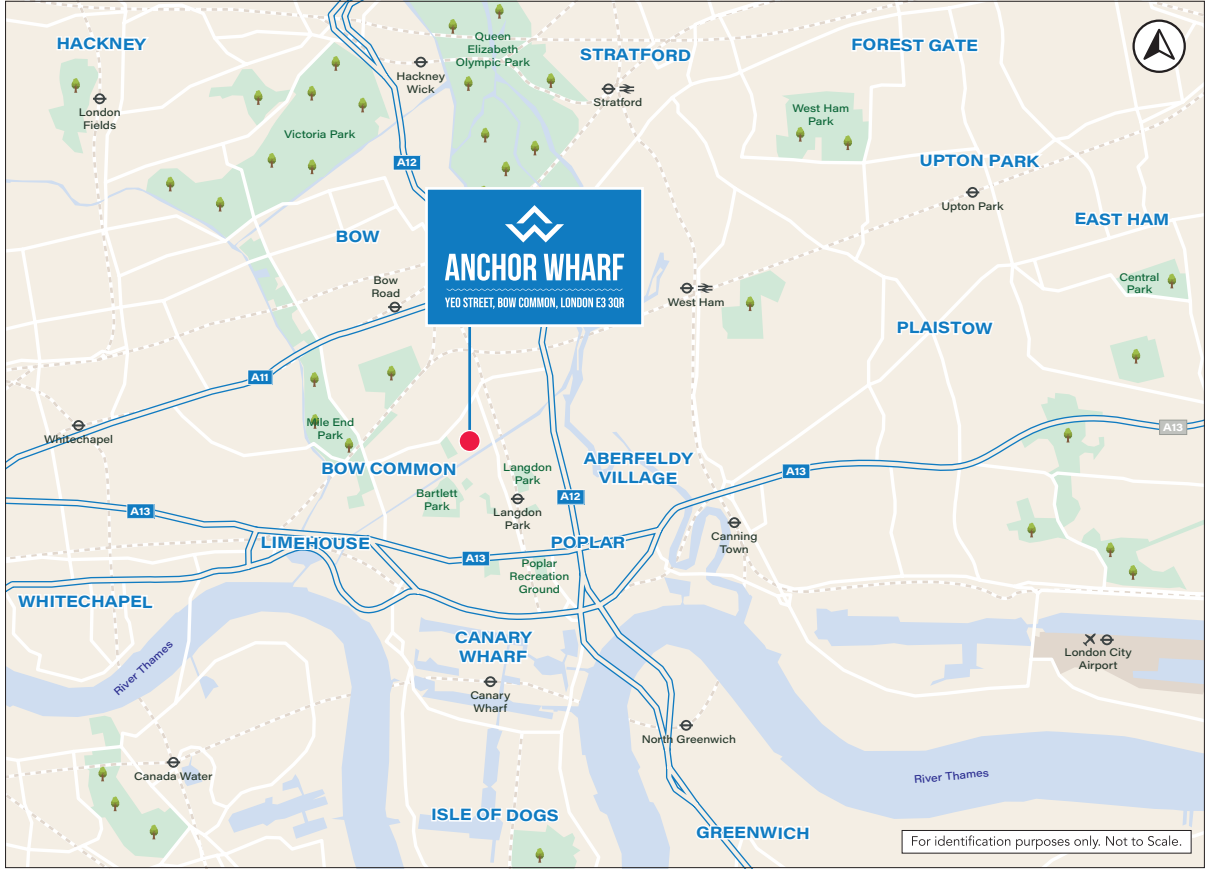 HACKNEY
Queen
Elizabeth
Olympic Park
STRATFORD
FOREST GATE
Hackney
Wick
Stratford
London
Fields
Victoria Park
West Ham
Park
A12
UPTON PARK
Upton Park
EAST HAM
BOW
ANCHOR WHARF
YEO STREET, BOW COMMON, LONDON E3 3QR
Bow
Road
West Ham
Central
Park
PLAISTOW
A11
Whitechapel
Mile End
Park
A13
BOW COMMON
ABERFELDY
VILLAGE
A13
Langdon
Park
Bartlett
Park
A12
Langdon
Park
A13
Canning
Town
LIMEHOUSE
POPLAR
A13
Poplar
Recreation
Ground
WHITECHAPEL
CANARY
WHARF
London City
Airport
River Thames
Canary
Wharf
North Greenwich
Canada Water
River Thames
ISLE OF DOGS
GREENWICH
For identification purposes only. Not to Scale.